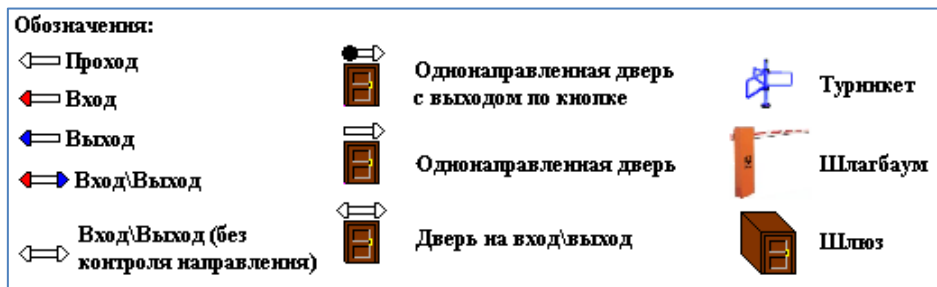 Обозначения:
Проход
Вход
Выход
Вход\Выход
Вход\Выход (без
контроля направления)
Однонаправленная дверь
с выходом по кнопке
Однонаправленная дверь
Дверь на вход\выход
Турникет
Шлагбаум
Шлюз